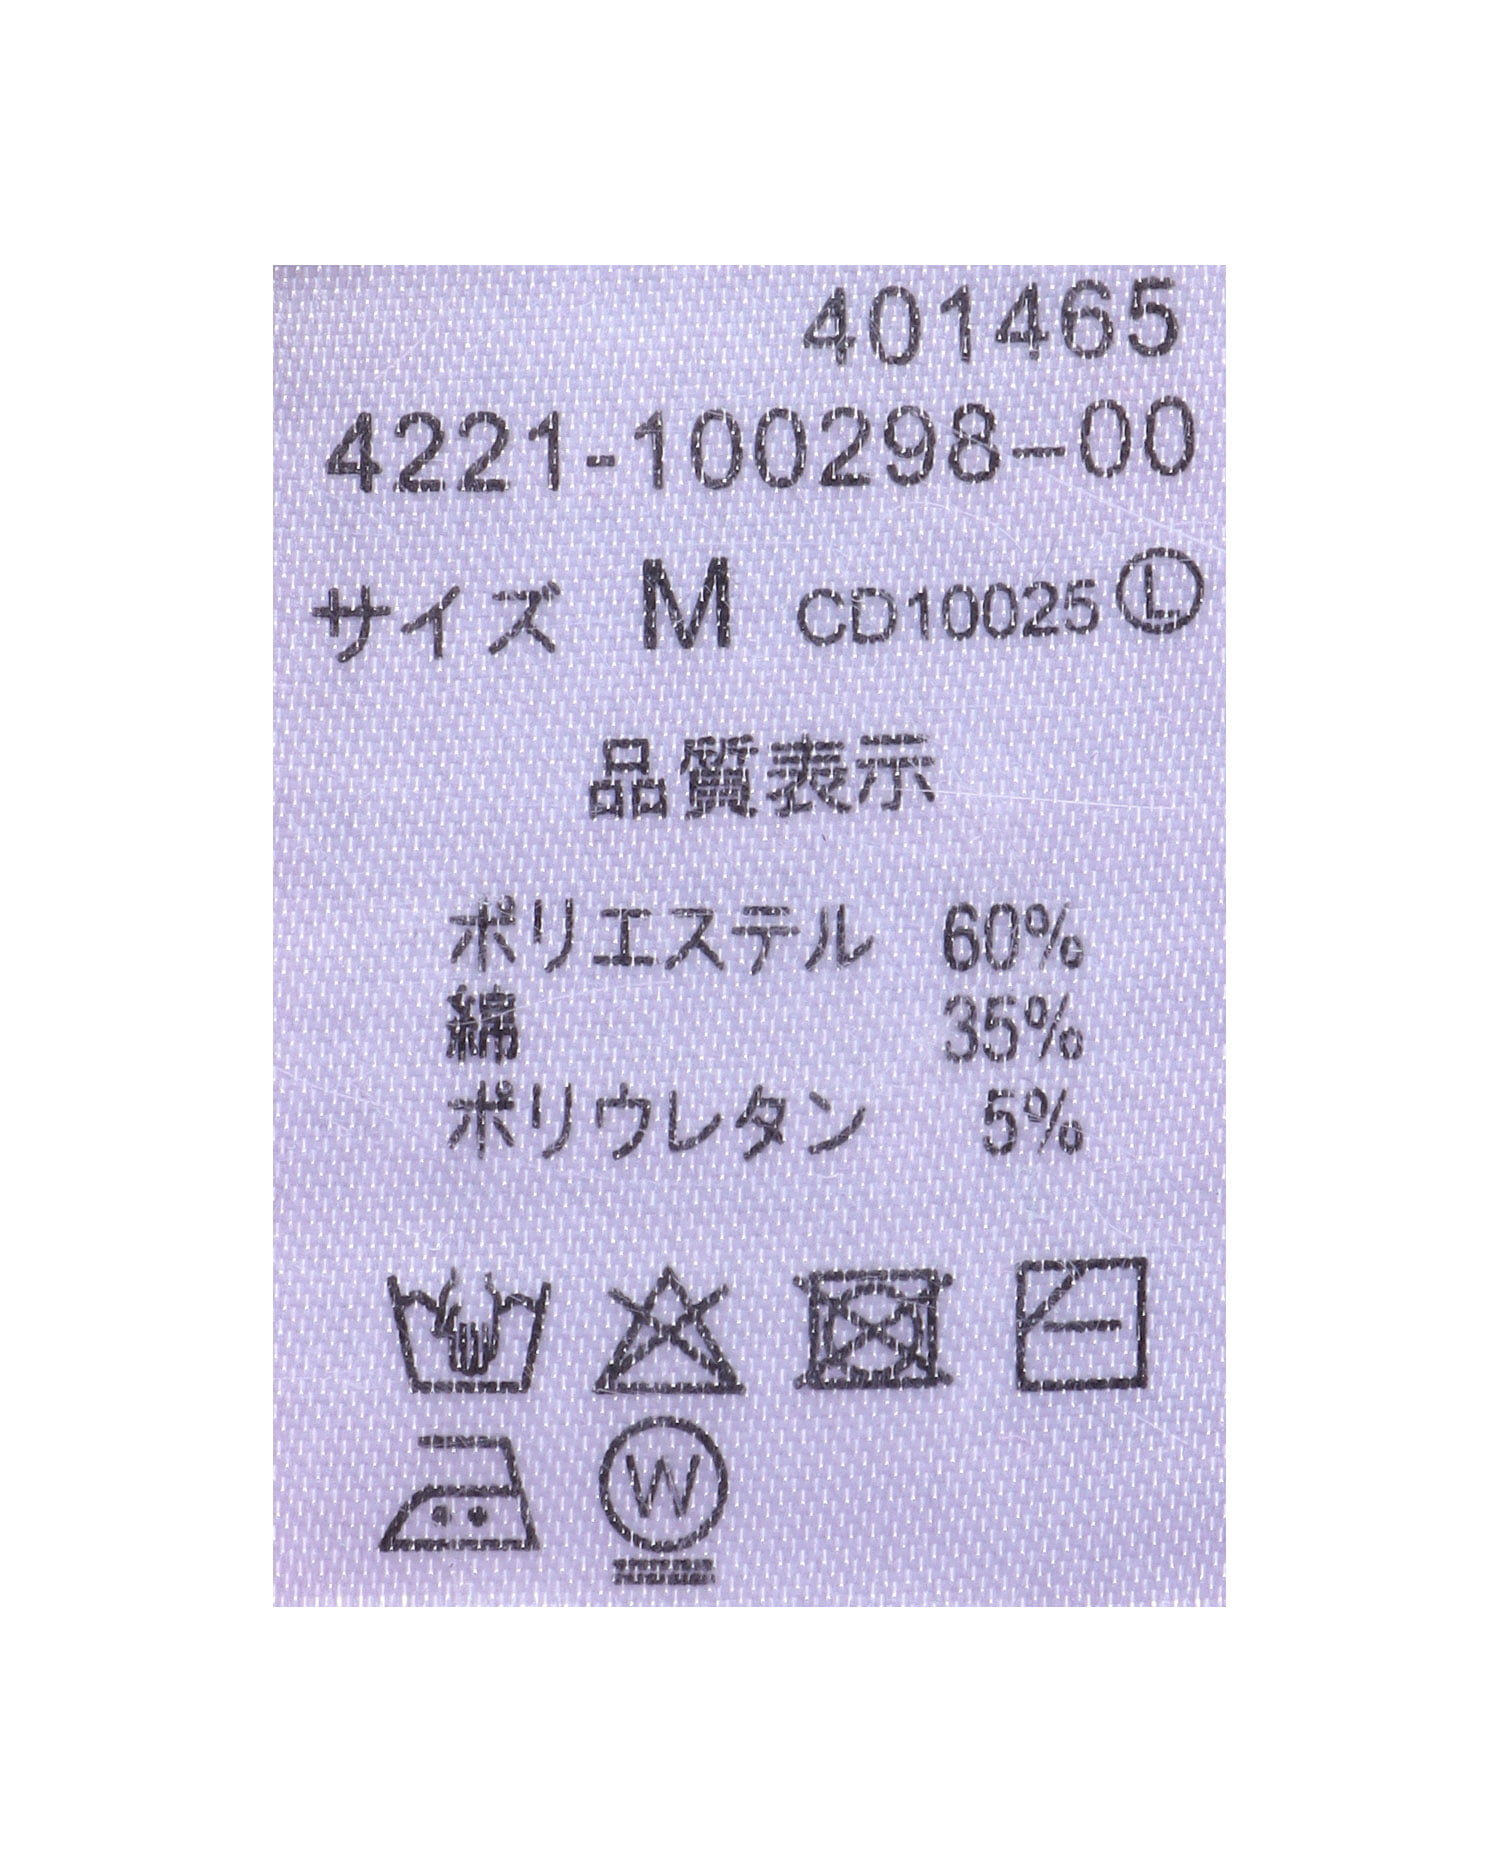 401465
4221-100298-00
サイズ M CD10025 Ⓛ
品質表示
ポリエステル 60%
綿 35%
ポリウレタン 5%
W